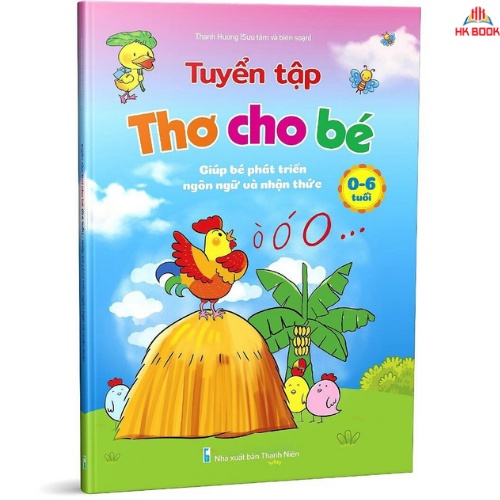 HK BOOK
Thanh Hương (Sưu tầm và biên soạn)
Tuyển tập
Thơ cho bé
Giúp bé phát triển
ngôn ngữ và nhận thức
0-6
tuổi
ò ó o...
Nhà xuất bản Thanh Niên